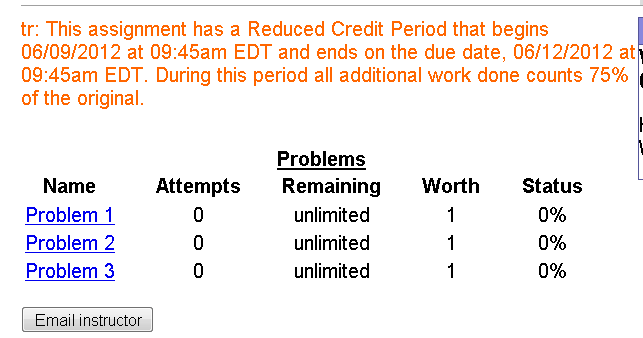 tr: This assignment has a Reduced Credit Period that begins
06/09/2012 at 09:45am EDT and ends on the due date, 06/12/2012 at
09:45am EDT. During this period all additional work done counts 75%
of the original.
Problems
Name Attempts Remaining Worth Status
Problem 1 0 unlimited 1 0%
Problem 2 0 unlimited 1 0%
Problem 3 0 unlimited 1 0%
Email instructor